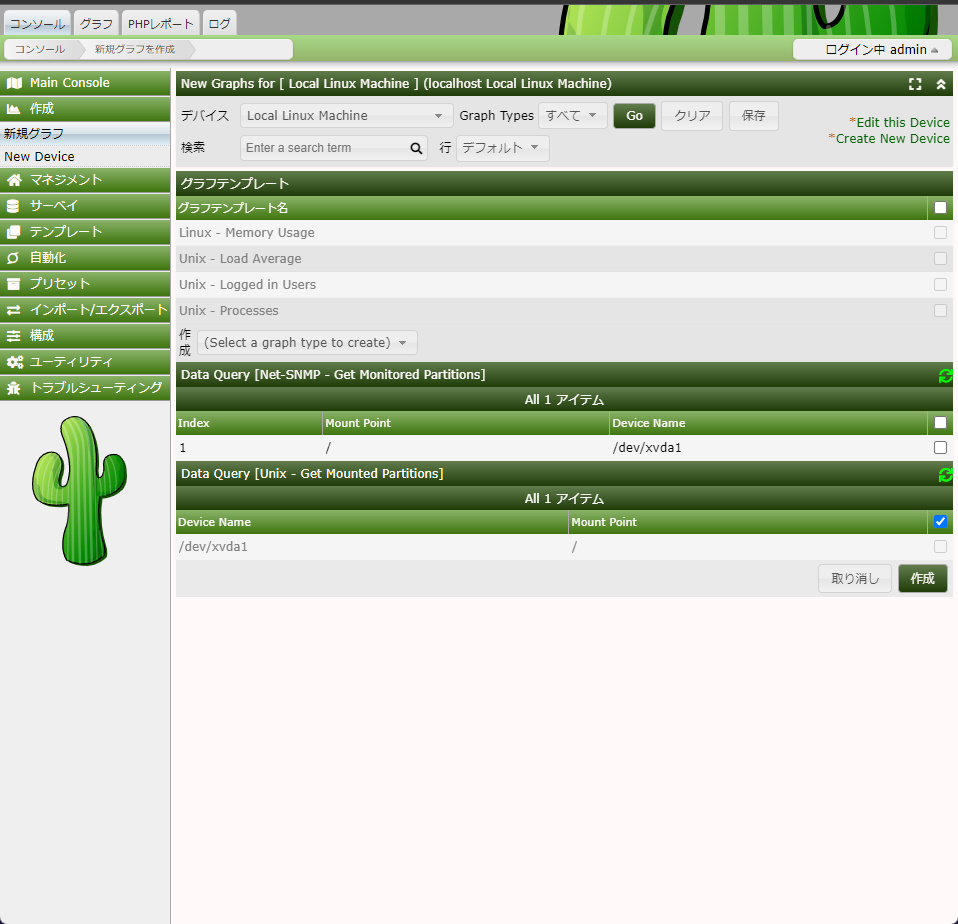 コンソール グラフ PHPレポート ログ
コンソール 新規グラフを作成 ログイン中 admin
Main Console
作成
新規グラフ
New Device
マネジメント
サーベイ
テンプレート
自動化
プリセット
インポート/エクスポート
構成
ユーティリティ
トラブルシューティング
New Graphs for [ Local Linux Machine ] (localhost Local Linux Machine)
デバイス Local Linux Machine Graph Types すべて Go クリア 保存
*Edit this Device
*Create New Device
検索 Enter a search term 行 デフォルト
グラフテンプレート
グラフテンプレート名
Linux - Memory Usage
Unix - Load Average
Unix - Logged in Users
Unix - Processes
作成 (Select a graph type to create)
Data Query [Net-SNMP - Get Monitored Partitions]
All 1 アイテム
Index Mount Point Device Name
1 / /dev/xvda1
Data Query [Unix - Get Mounted Partitions]
All 1 アイテム
Device Name Mount Point
/dev/xvda1 /
取り消し 作成